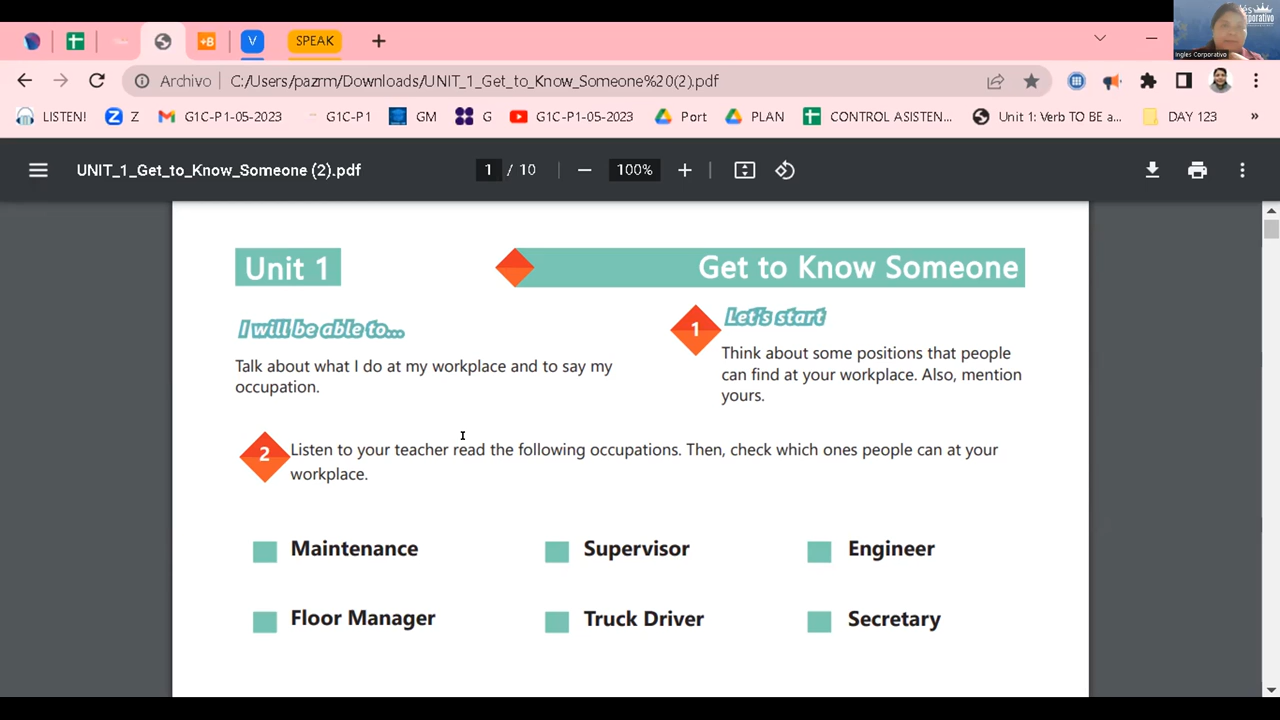 SPEAK
Archivo
C:/Users/pazrm/Downloads/UNIT_1_Get_to_Know_Someone%20(2).pdf
LISTEN!
Z
G1C-P1-05-2023
G1C-P1
GM
G
G1C-P1-05-2023
Port
PLAN
CONTROL ASISTEN...
Unit 1: Verb TO BE a...
DAY 123
»
UNIT_1_Get_to_Know_Someone (2).pdf
1 / 10
100%
Inglés Corporativo
Unit 1
Get to Know Someone
I will be able to...
Talk about what I do at my workplace and to say my
occupation.
1
Let's start
Think about some positions that people
can find at your workplace. Also, mention
yours.
2
Listen to your teacher read the following occupations. Then, check which ones people can at your
workplace.
Maintenance
Supervisor
Engineer
Floor Manager
Truck Driver
Secretary